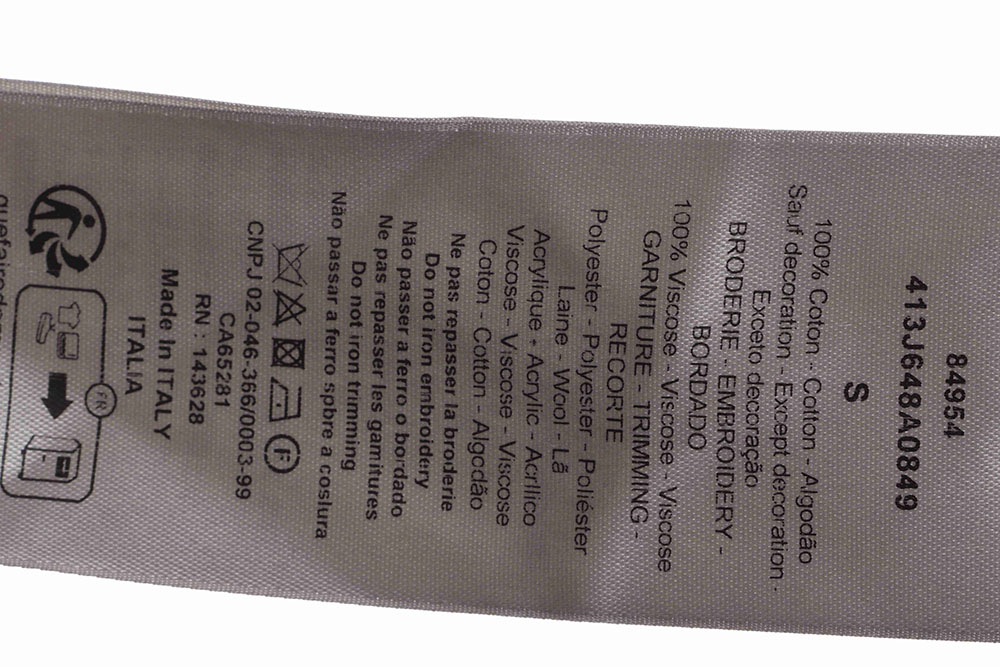 84954
413J648A0849
S
100% Coton - Cotton - Algodão
Sauf decoration - Except decoration -
Exceto decoração
BRODERIE - EMBROIDERY -
BORDADO
100% Viscose - Viscose - Viscose
GARNITURE - TRIMMING -
RECORTE
Polyester - Polyester - Poliéster
Laine - Wool - Lã
Acrylique - Acrylic - Acrílico
Viscose - Viscose - Viscose
Coton - Cotton - Algodão
Ne pas repasser la broderie
Do not iron embroidery
Não passar a ferro o bordado
Ne pas repasser les garnitures
Do not iron trimming
Não passar a ferro spbre a coslura
F
CNPJ 02-046-366/0003-99
CA65281
RN : 143628
Made In ITALY
ITALIA
FR